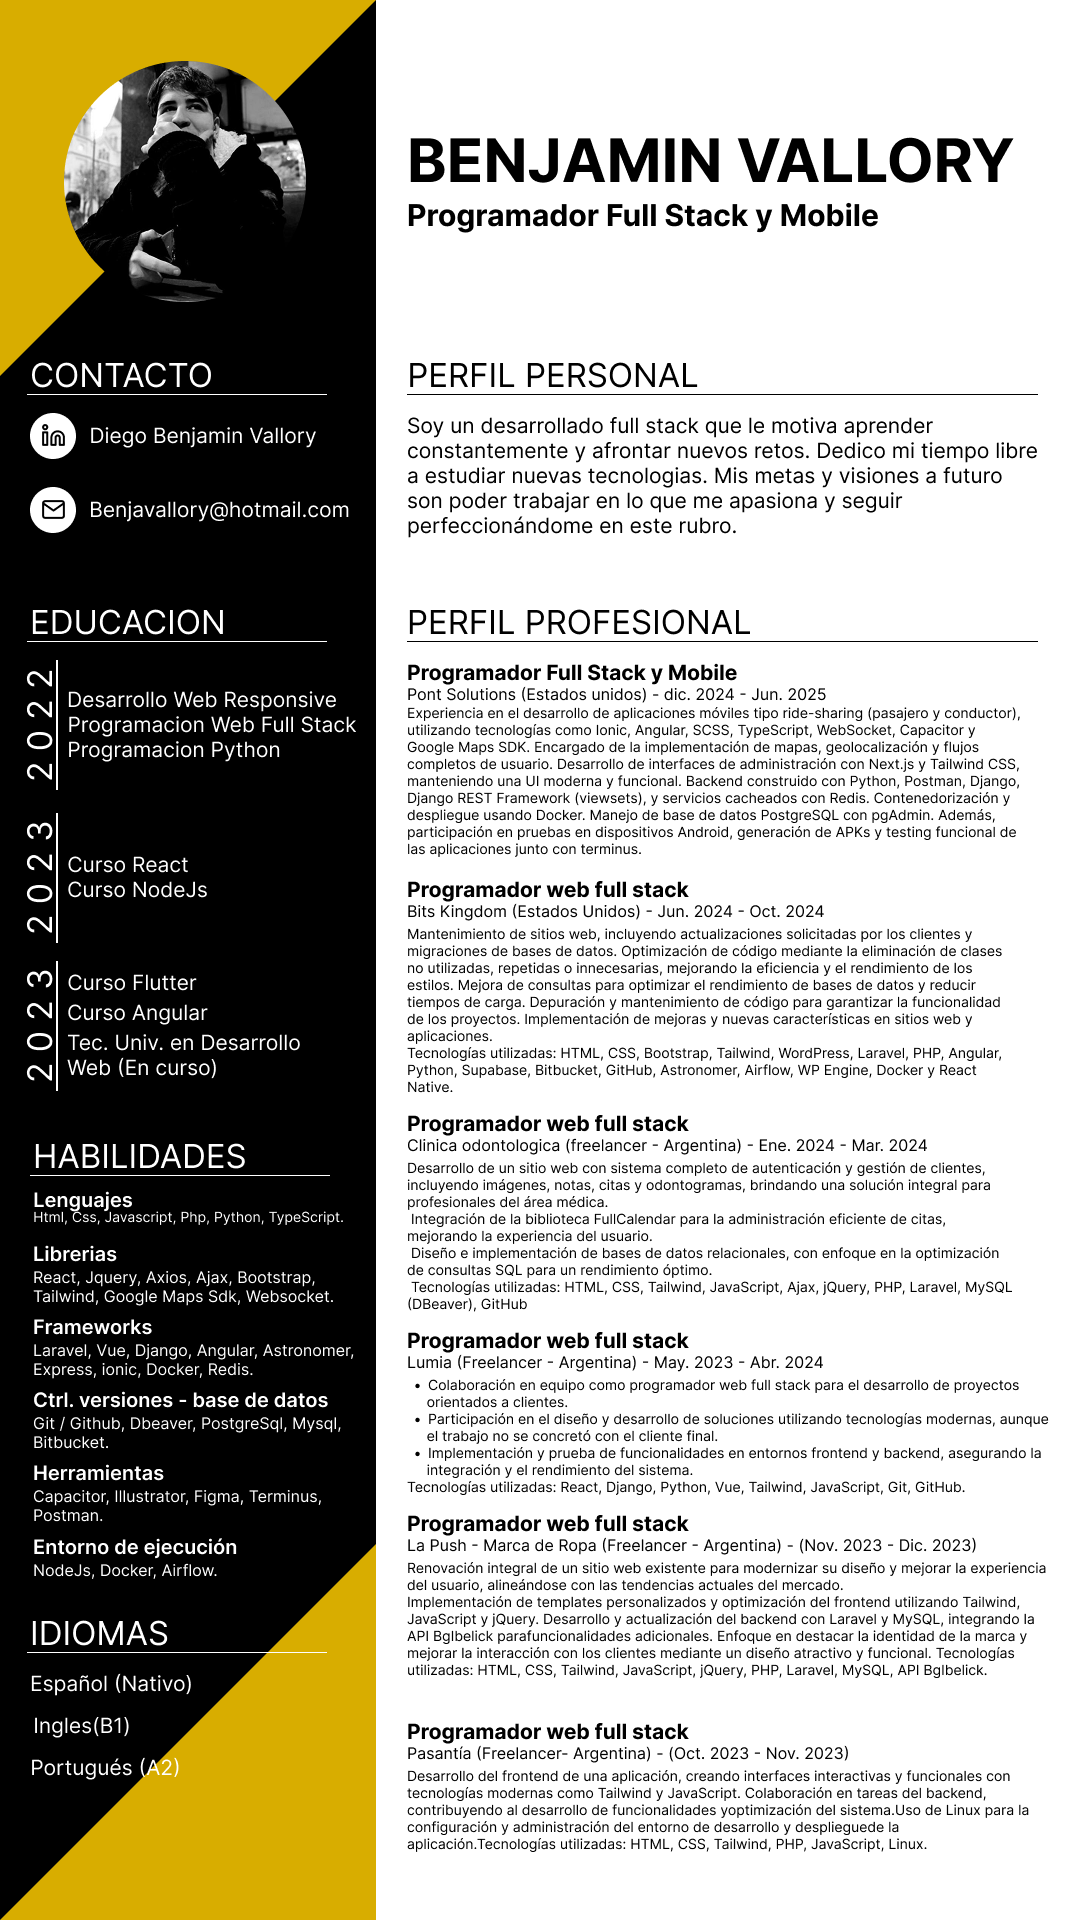 BENJAMIN VALLORY
Programador Full Stack y Mobile
CONTACTO
Diego Benjamin Vallory
Benjavallory@hotmail.com
EDUCACION
2022
Desarrollo Web Responsive
Programacion Web Full Stack
Programacion Python
2023
Curso React
Curso NodeJs
2023
Curso Flutter
Curso Angular
Tec. Univ. en Desarrollo
Web (En curso)
HABILIDADES
Lenguajes
Html, Css, Javascript, Php, Python, TypeScript.
Librerias
React, Jquery, Axios, Ajax, Bootstrap,
Tailwind, Google Maps Sdk, Websocket.
Frameworks
Laravel, Vue, Django, Angular, Astronomer,
Express, ionic, Docker, Redis.
Ctrl. versiones - base de datos
Git / Github, Dbeaver, PostgreSql, Mysql,
Bitbucket.
Herramientas
Capacitor, Illustrator, Figma, Terminus,
Postman.
Entorno de ejecución
NodeJs, Docker, Airflow.
IDIOMAS
Español (Nativo)
Ingles(B1)
Portugués (A2)
PERFIL PERSONAL
Soy un desarrollado full stack que le motiva aprender
constantemente y afrontar nuevos retos. Dedico mi tiempo libre
a estudiar nuevas tecnologias. Mis metas y visiones a futuro
son poder trabajar en lo que me apasiona y seguir
perfeccionándome en este rubro.
PERFIL PROFESIONAL
Programador Full Stack y Mobile
Pont Solutions (Estados unidos) - dic. 2024 - Jun. 2025
Experiencia en el desarrollo de aplicaciones móviles tipo ride-sharing (pasajero y conductor),
utilizando tecnologías como Ionic, Angular, SCSS, TypeScript, WebSocket, Capacitor y
Google Maps SDK. Encargado de la implementación de mapas, geolocalización y flujos
completos de usuario. Desarrollo de interfaces de administración con Next.js y Tailwind CSS,
manteniendo una UI moderna y funcional. Backend construido con Python, Postman, Django,
Django REST Framework (viewsets), y servicios cacheados con Redis. Contenedorización y
despliegue usando Docker. Manejo de base de datos PostgreSQL con pgAdmin. Además,
participación en pruebas en dispositivos Android, generación de APKs y testing funcional de
las aplicaciones junto con terminus.
Programador web full stack
Bits Kingdom (Estados Unidos) - Jun. 2024 - Oct. 2024
Mantenimiento de sitios web, incluyendo actualizaciones solicitadas por los clientes y
migraciones de bases de datos. Optimización de código mediante la eliminación de clases
no utilizadas, repetidas o innecesarias, mejorando la eficiencia y el rendimiento de los
estilos. Mejora de consultas para optimizar el rendimiento de bases de datos y reducir
tiempos de carga. Depuración y mantenimiento de código para garantizar la funcionalidad
de los proyectos. Implementación de mejoras y nuevas características en sitios web y
aplicaciones.
Tecnologías utilizadas: HTML, CSS, Bootstrap, Tailwind, WordPress, Laravel, PHP, Angular,
Python, Supabase, Bitbucket, GitHub, Astronomer, Airflow, WP Engine, Docker y React
Native.
Programador web full stack
Clinica odontologica (freelancer - Argentina) - Ene. 2024 - Mar. 2024
Desarrollo de un sitio web con sistema completo de autenticación y gestión de clientes,
incluyendo imágenes, notas, citas y odontogramas, brindando una solución integral para
profesionales del área médica.
Integración de la biblioteca FullCalendar para la administración eficiente de citas,
mejorando la experiencia del usuario.
Diseño e implementación de bases de datos relacionales, con enfoque en la optimización
de consultas SQL para un rendimiento óptimo.
Tecnologías utilizadas: HTML, CSS, Tailwind, JavaScript, Ajax, jQuery, PHP, Laravel, MySQL
(DBeaver), GitHub
Programador web full stack
Lumia (Freelancer - Argentina) - May. 2023 - Abr. 2024
• Colaboración en equipo como programador web full stack para el desarrollo de proyectos
orientados a clientes.
• Participación en el diseño y desarrollo de soluciones utilizando tecnologías modernas, aunque
el trabajo no se concretó con el cliente final.
• Implementación y prueba de funcionalidades en entornos frontend y backend, asegurando la
integración y el rendimiento del sistema.
Tecnologías utilizadas: React, Django, Python, Vue, Tailwind, JavaScript, Git, GitHub.
Programador web full stack
La Push - Marca de Ropa (Freelancer - Argentina) - (Nov. 2023 - Dic. 2023)
Renovación integral de un sitio web existente para modernizar su diseño y mejorar la experiencia
del usuario, alineándose con las tendencias actuales del mercado.
Implementación de templates personalizados y optimización del frontend utilizando Tailwind,
JavaScript y jQuery. Desarrollo y actualización del backend con Laravel y MySQL, integrando la
API Bglbelick parafuncionalidades adicionales. Enfoque en destacar la identidad de la marca y
mejorar la interacción con los clientes mediante un diseño atractivo y funcional. Tecnologías
utilizadas: HTML, CSS, Tailwind, JavaScript, jQuery, PHP, Laravel, MySQL, API Bglbelick.
Programador web full stack
Pasantía (Freelancer- Argentina) - (Oct. 2023 - Nov. 2023)
Desarrollo del frontend de una aplicación, creando interfaces interactivas y funcionales con
tecnologías modernas como Tailwind y JavaScript. Colaboración en tareas del backend,
contribuyendo al desarrollo de funcionalidades yoptimización del sistema.Uso de Linux para la
configuración y administración del entorno de desarrollo y desplieguede la
aplicación.Tecnologías utilizadas: HTML, CSS, Tailwind, PHP, JavaScript, Linux.